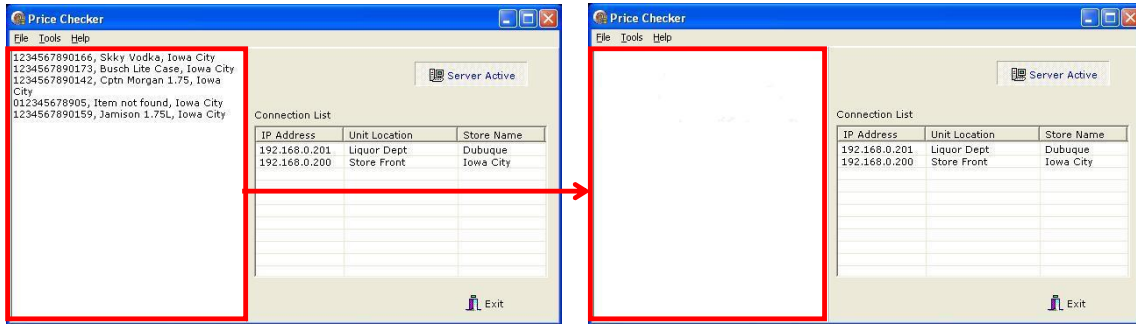 Price Checker
File Tools Help
1234567890166, Skky Vodka, Iowa City
1234567890173, Busch Lite Case, Iowa City
1234567890142, Cptn Morgan 1.75, Iowa
City
012345678905, Item not found, Iowa City
1234567890159, Jamison 1.75L, Iowa City
Server Active
Connection List
IP Address Unit Location Store Name
192.168.0.201 Liquor Dept Dubuque
192.168.0.200 Store Front Iowa City
Exit
Price Checker
File Tools Help
Server Active
Connection List
IP Address Unit Location Store Name
192.168.0.201 Liquor Dept Dubuque
192.168.0.200 Store Front Iowa City
Exit